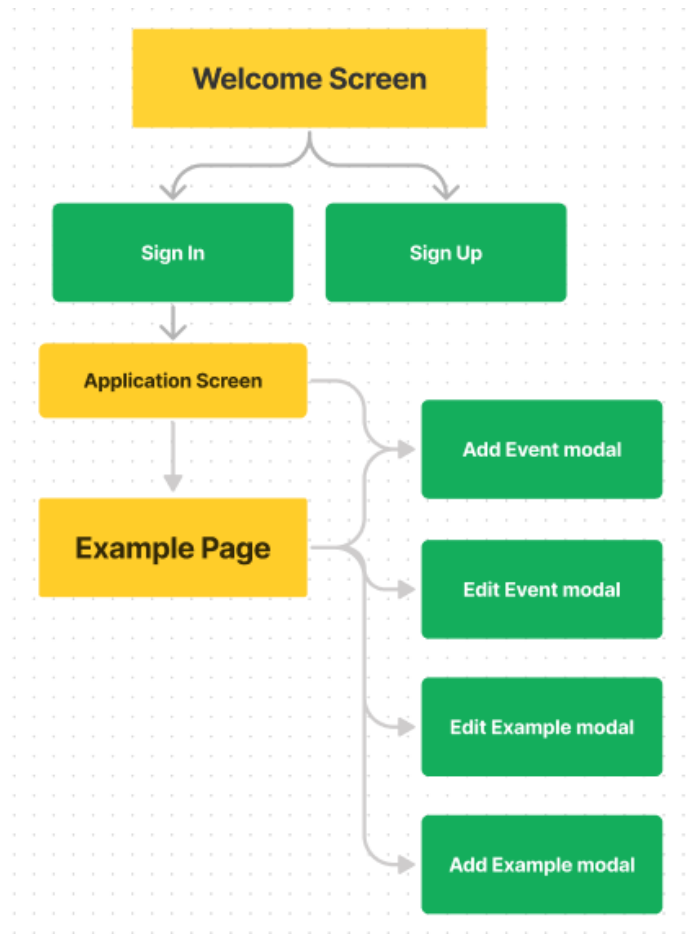 Welcome Screen
Sign In
Sign Up
Application Screen
Add Event modal
Example Page
Edit Event modal
Edit Example modal
Add Example modal